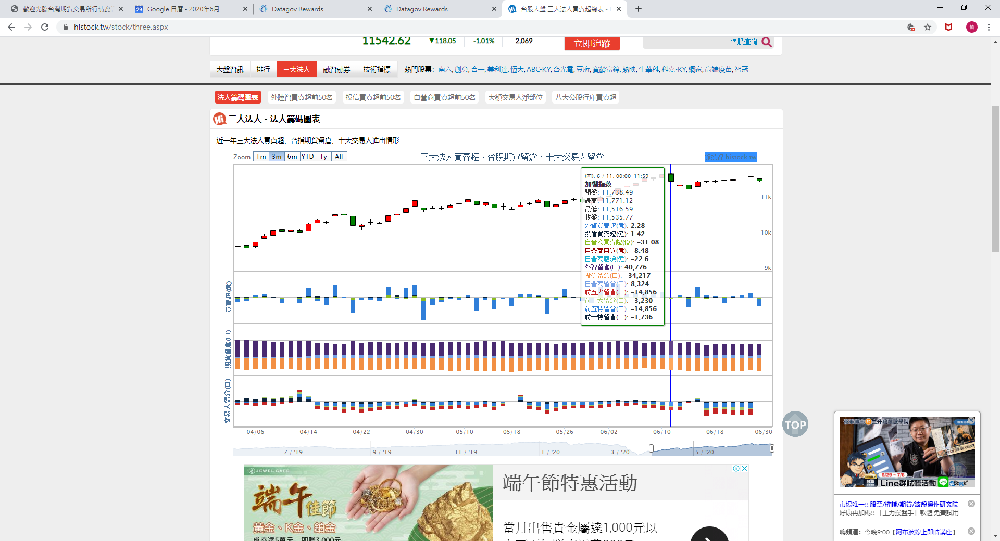 歡迎光臨台灣期貨交易所行情資訊
Google 日曆 - 2020年6月
Datagov Rewards
Datagov Rewards
台股大盤 三大法人買賣超總表 -
histock.tw/stock/three.aspx
慎
11542.62 ▼118.05 -1.01% 2,069 立即追蹤 個股查詢
大盤資訊 排行 三大法人 融資融券 技術指標 熱門股票: 南六, 創意, 合一, 美利達, 恆大, ABC-KY, 台光電, 豆府, 寶齡富錦, 熱映, 生華科, 科嘉-KY, 網家, 高端疫苗, 智冠
法人籌碼圖表 外陸資買賣超前50名 投信買賣超前50名 自營商買賣超前50名 大額交易人淨部位 八大公股行庫買賣超
Hi 三大法人 - 法人籌碼圖表
近一年三大法人買賣超、台指期貨留倉、十大交易人進出情形
Zoom 1m 3m 6m YTD 1y All
三大法人買賣超、台股期貨留倉、十大交易人留倉
嗨投資 histock.tw
(四), 6 / 11, 00:00-11:59
加權指數
開盤: 11,738.49
最高: 11,771.12
最低: 11,516.59
收盤: 11,535.77
外資買賣超(億): 2.28
投信買賣超(億): 1.42
自營商買賣超(億): -31.08
自營商自買(億): -8.48
自營商避險(億): -22.6
外資留倉(口): 40,776
投信留倉(口): -34,217
自營商留倉(口): 8,324
前五大留倉(口): -14,856
前十大留倉(口): -3,230
前五特留倉(口): -14,856
前十特留倉(口): -1,736
11k
10k
9k
買賣超(億)
期貨留倉(口)
交易人留倉(口)
04/06 04/14 04/22 04/30 05/10 05/18 05/26 06/02 06/10 06/18 06/30
7 / '19 9 / '19 11 / '19 1 / '20 3 / '20 5 / '20
TOP
JEWEL CAFE
端午佳節
黃金、K金、鉑金
成交達5萬元 即贈3,000元
端午節特惠活動
當月出售貴金屬達1,000元以
茶米博士的主升段飆股學院
6/29 ~ 7/6
股票
Line群試聽活動
LINE
市場唯一!! 股票/權證/期貨/波段操作研究院
好康再加碼!! 「主力操盤手」軟體 免費試用
嗨頻道: 今晚9:00【阿布波線上即時講座】